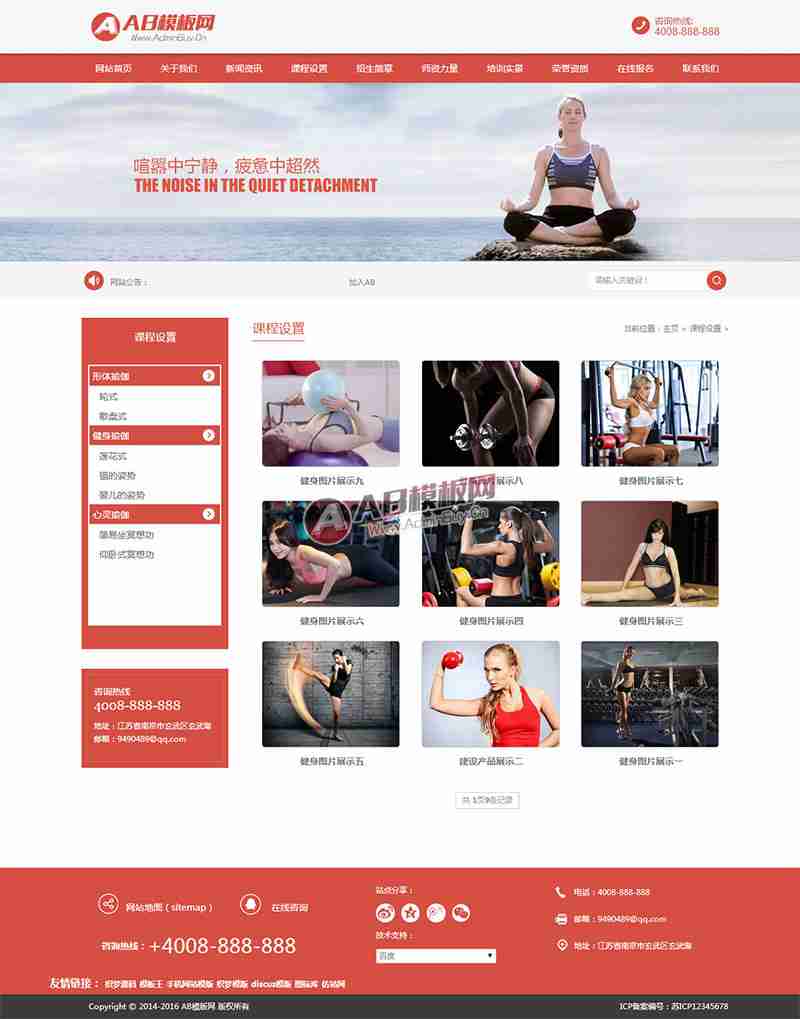 AB模板网
Www.AdminBuy.Cn
咨询热线:
4008-888-888
网站首页 关于我们 新闻资讯 课程设置 招生简章 师资力量 培训实景 荣誉资质 在线报名 联系我们
喧嚣中宁静，疲惫中超然
THE NOISE IN THE QUIET DETACHMENT
网站公告：
加入AB
请输入关键词！
课程设置
形体瑜伽
轮式
散盘式
健身瑜伽
莲花式
猫的姿势
婴儿的姿势
心灵瑜伽
简易坐冥想功
仰卧式冥想功
咨询热线
4008-888-888
地址：江苏省南京市玄武区玄武湖
邮箱：9490489@qq.com
课程设置
当前位置：主页 > 课程设置 >
健身图片展示九
健身图片展示八
健身图片展示七
AB模板网
Www.AdminBuy.Cn
健身图片展示六
健身图片展示四
健身图片展示三
健身图片展示五
建设产品展示二
健身图片展示一
共 1页9条记录
网站地图（sitemap）
在线咨询
咨询热线：+4008-888-888
站点分享：
技术支持：
百度
电话：4008-888-888
邮箱：9490489@qq.com
地址：江苏省南京市玄武区玄武湖
友情链接： 织梦源码 模板王 手机网站模版 织梦模版 discuz模版 图标库 仿站网
Copyright © 2014-2016 AB模版网 版权所有
ICP备案编号：苏ICP12345678